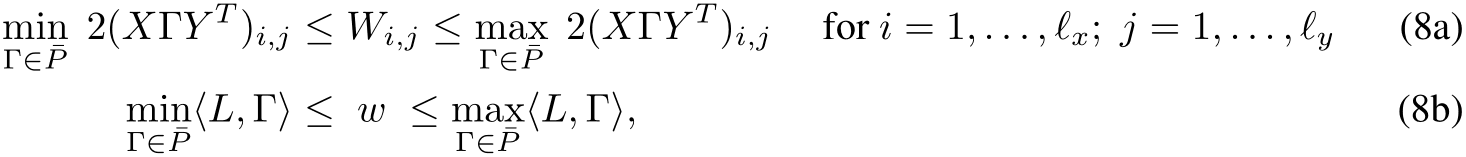 min_{Γ∈P̄} 2(XΓY^T)_{i,j} ≤ W_{i,j} ≤ max_{Γ∈P̄} 2(XΓY^T)_{i,j} for i = 1, . . . , ℓ_x; j = 1, . . . , ℓ_y (8a)
min_{Γ∈P̄}⟨L, Γ⟩ ≤ w ≤ max_{Γ∈P̄}⟨L, Γ⟩, (8b)